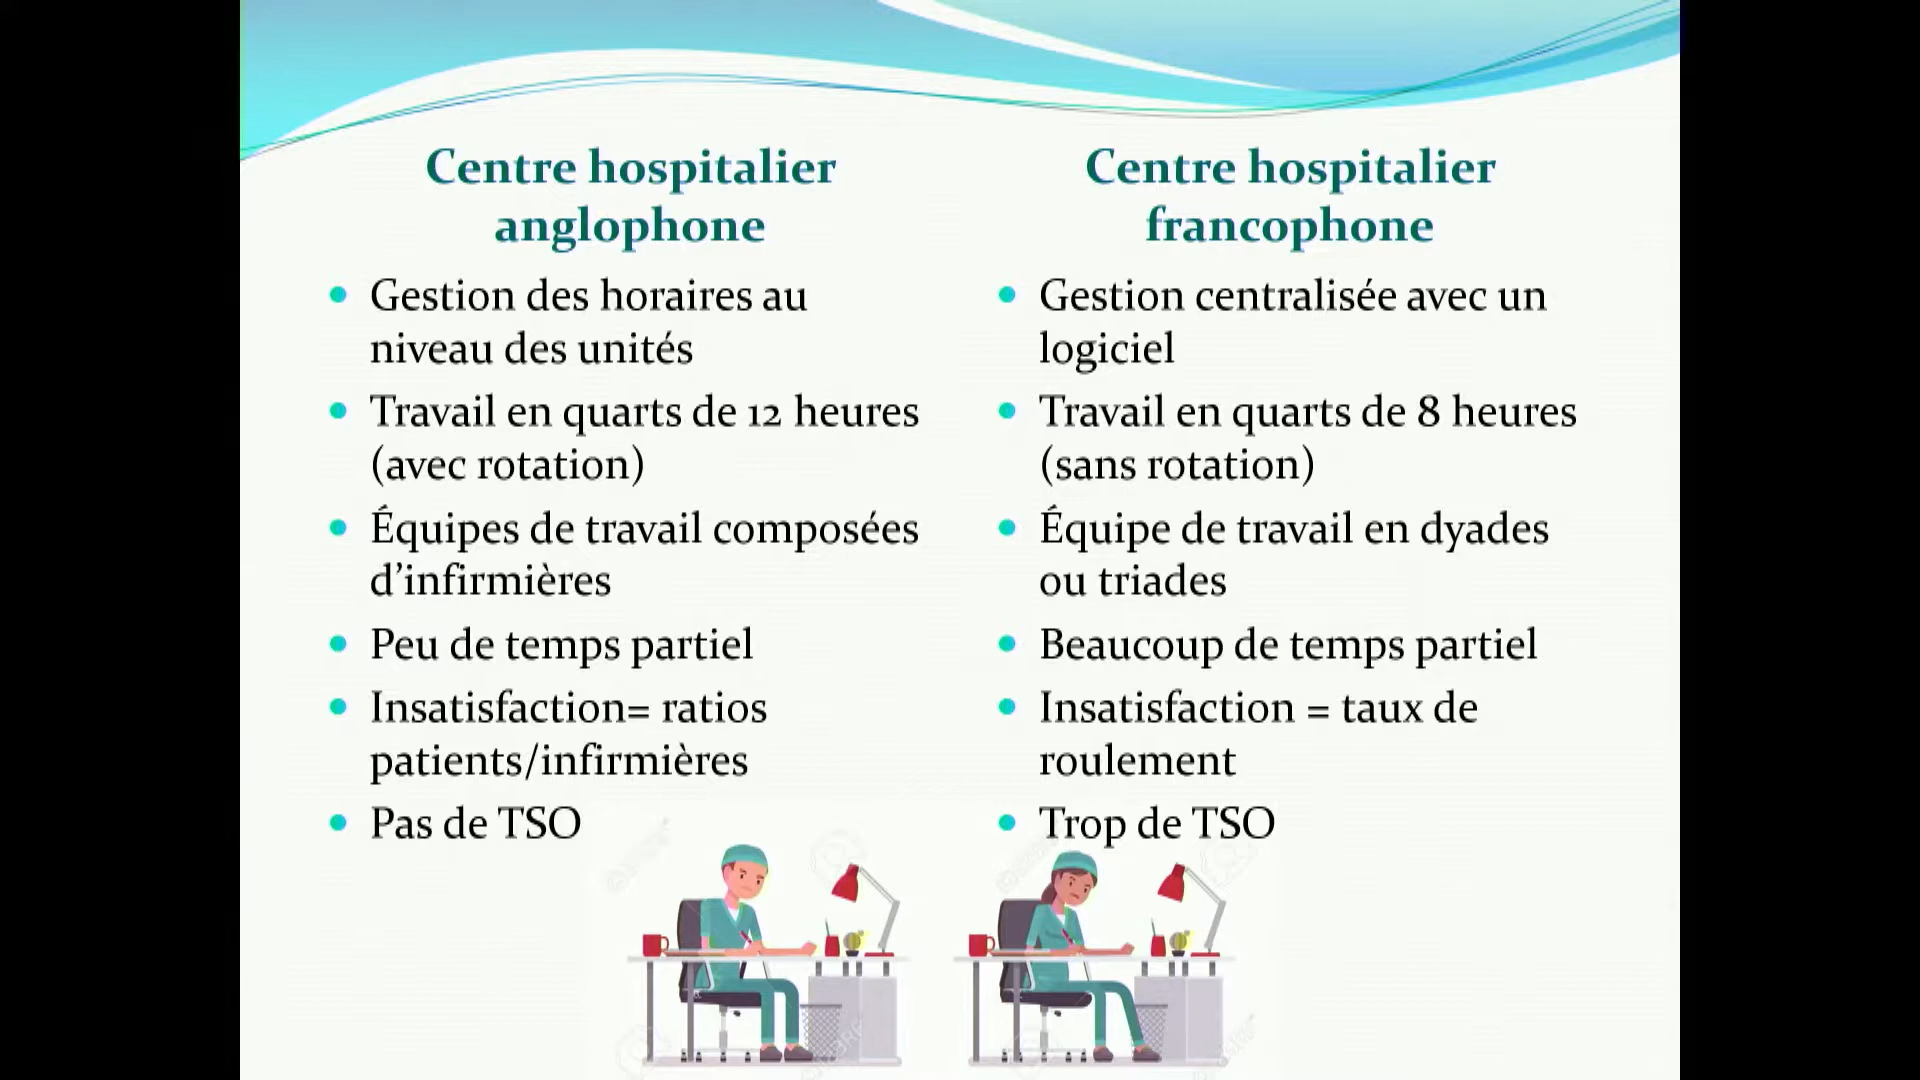 Centre hospitalier
anglophone
Gestion des horaires au
niveau des unités
Travail en quarts de 12 heures
(avec rotation)
Équipes de travail composées
d’infirmières
Peu de temps partiel
Insatisfaction= ratios
patients/infirmières
Pas de TSO
Centre hospitalier
francophone
Gestion centralisée avec un
logiciel
Travail en quarts de 8 heures
(sans rotation)
Équipe de travail en dyades
ou triades
Beaucoup de temps partiel
Insatisfaction = taux de
roulement
Trop de TSO